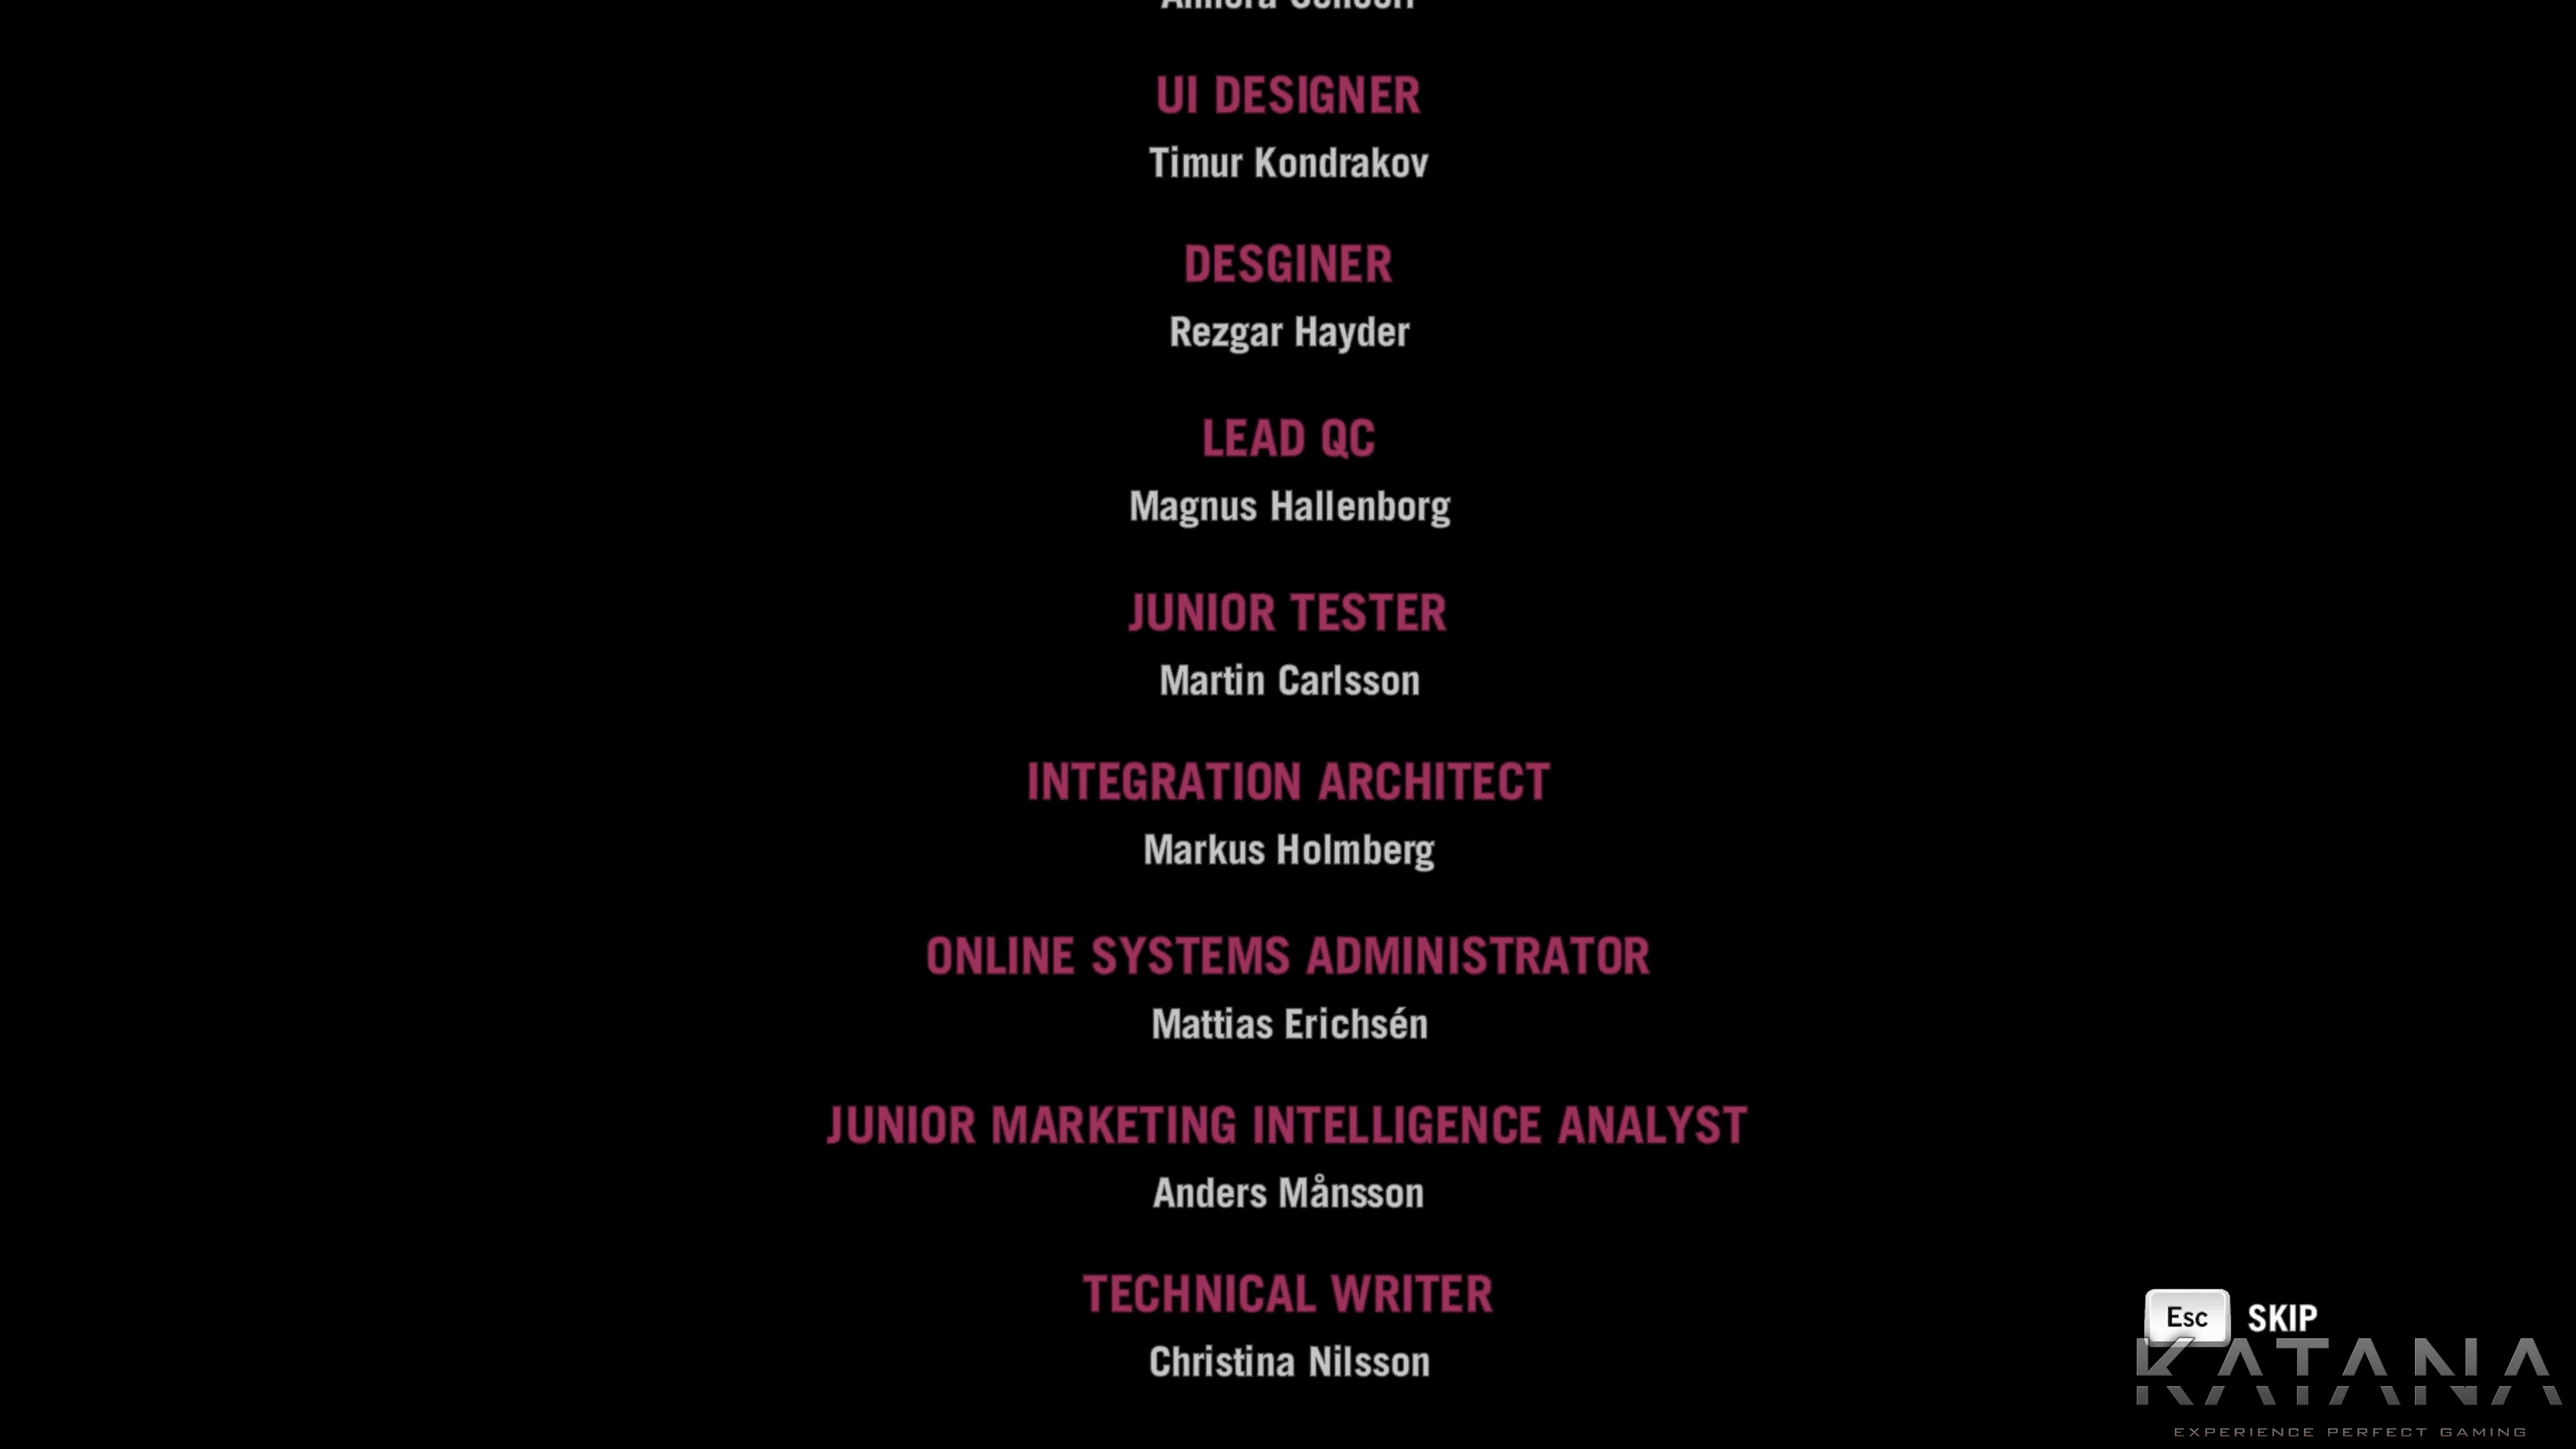 UI DESIGNER
Timur Kondrakov
DESGINER
Rezgar Hayder
LEAD QC
Magnus Hallenborg
JUNIOR TESTER
Martin Carlsson
INTEGRATION ARCHITECT
Markus Holmberg
ONLINE SYSTEMS ADMINISTRATOR
Mattias Erichsén
JUNIOR MARKETING INTELLIGENCE ANALYST
Anders Månsson
TECHNICAL WRITER
Christina Nilsson
Esc SKIP
KATANA
EXPERIENCE PERFECT GAMING